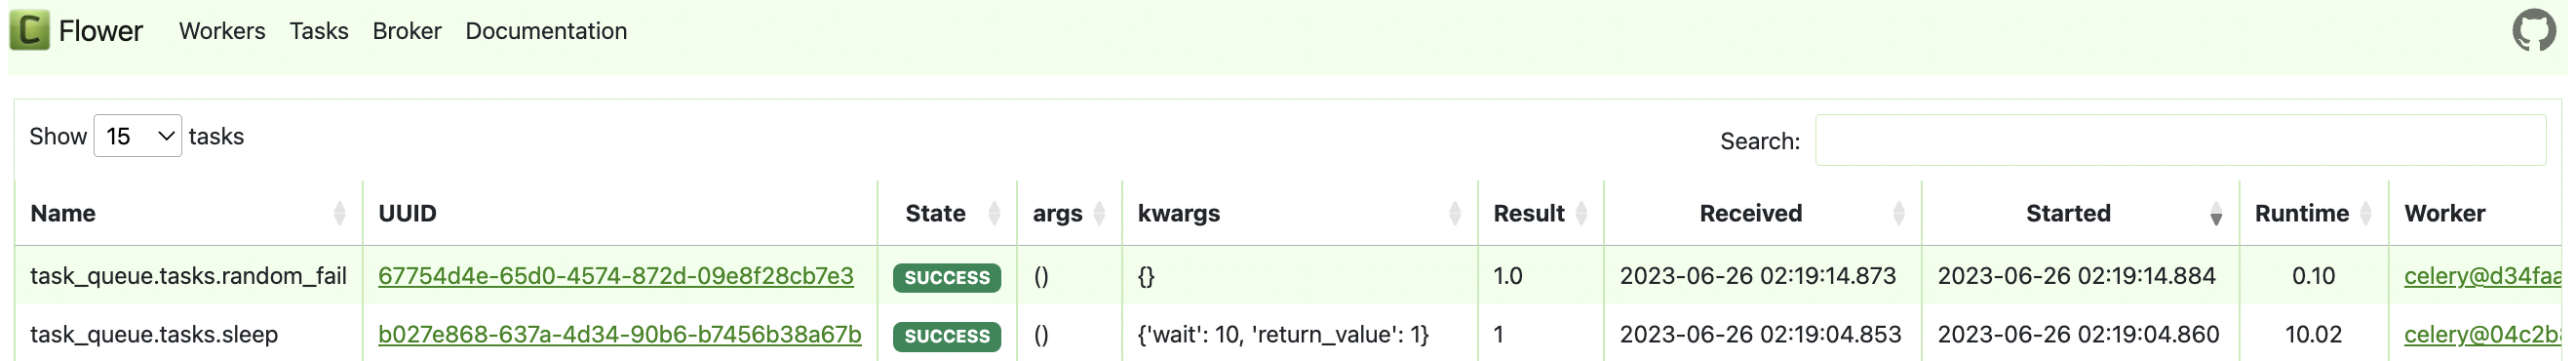 Flower Workers Tasks Broker Documentation
Show 15 tasks Search:
Name UUID State args kwargs Result Received Started Runtime Worker
task_queue.tasks.random_fail 67754d4e-65d0-4574-872d-09e8f28cb7e3 SUCCESS () {} 1.0 2023-06-26 02:19:14.873 2023-06-26 02:19:14.884 0.10 celery@d34faa
task_queue.tasks.sleep b027e868-637a-4d34-90b6-b7456b38a67b SUCCESS () {'wait': 10, 'return_value': 1} 1 2023-06-26 02:19:04.853 2023-06-26 02:19:04.860 10.02 celery@04c2b